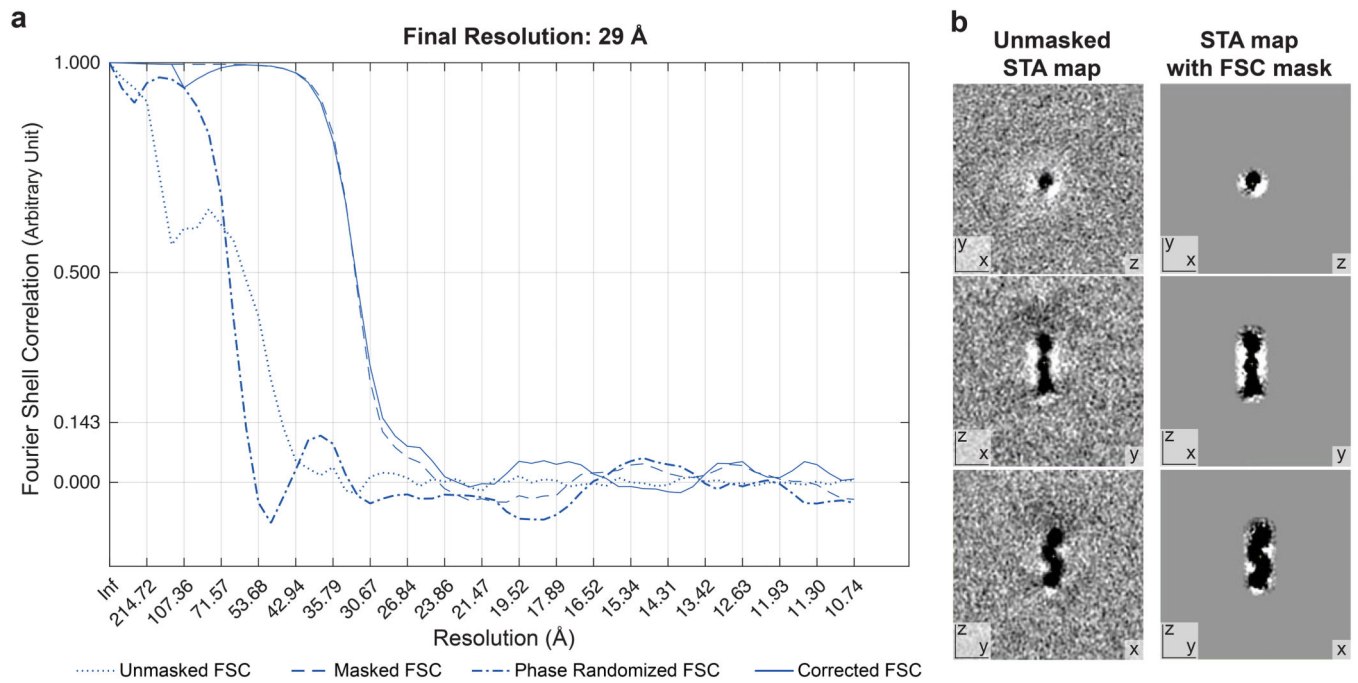 a
Final Resolution: 29 Å
Fourier Shell Correlation (Arbitrary Unit)
1.000
0.500
0.143
0.000
Inf
214.72
107.36
71.57
53.68
42.94
35.79
30.67
26.84
23.86
21.47
19.52
17.89
16.52
15.34
14.31
13.42
12.63
11.93
11.30
10.74
Resolution (Å)
Unmasked FSC
Masked FSC
Phase Randomized FSC
Corrected FSC
b
Unmasked
STA map
STA map
with FSC mask
y
x
z
y
x
z
z
x
y
z
x
y
z
y
x
z
y
x